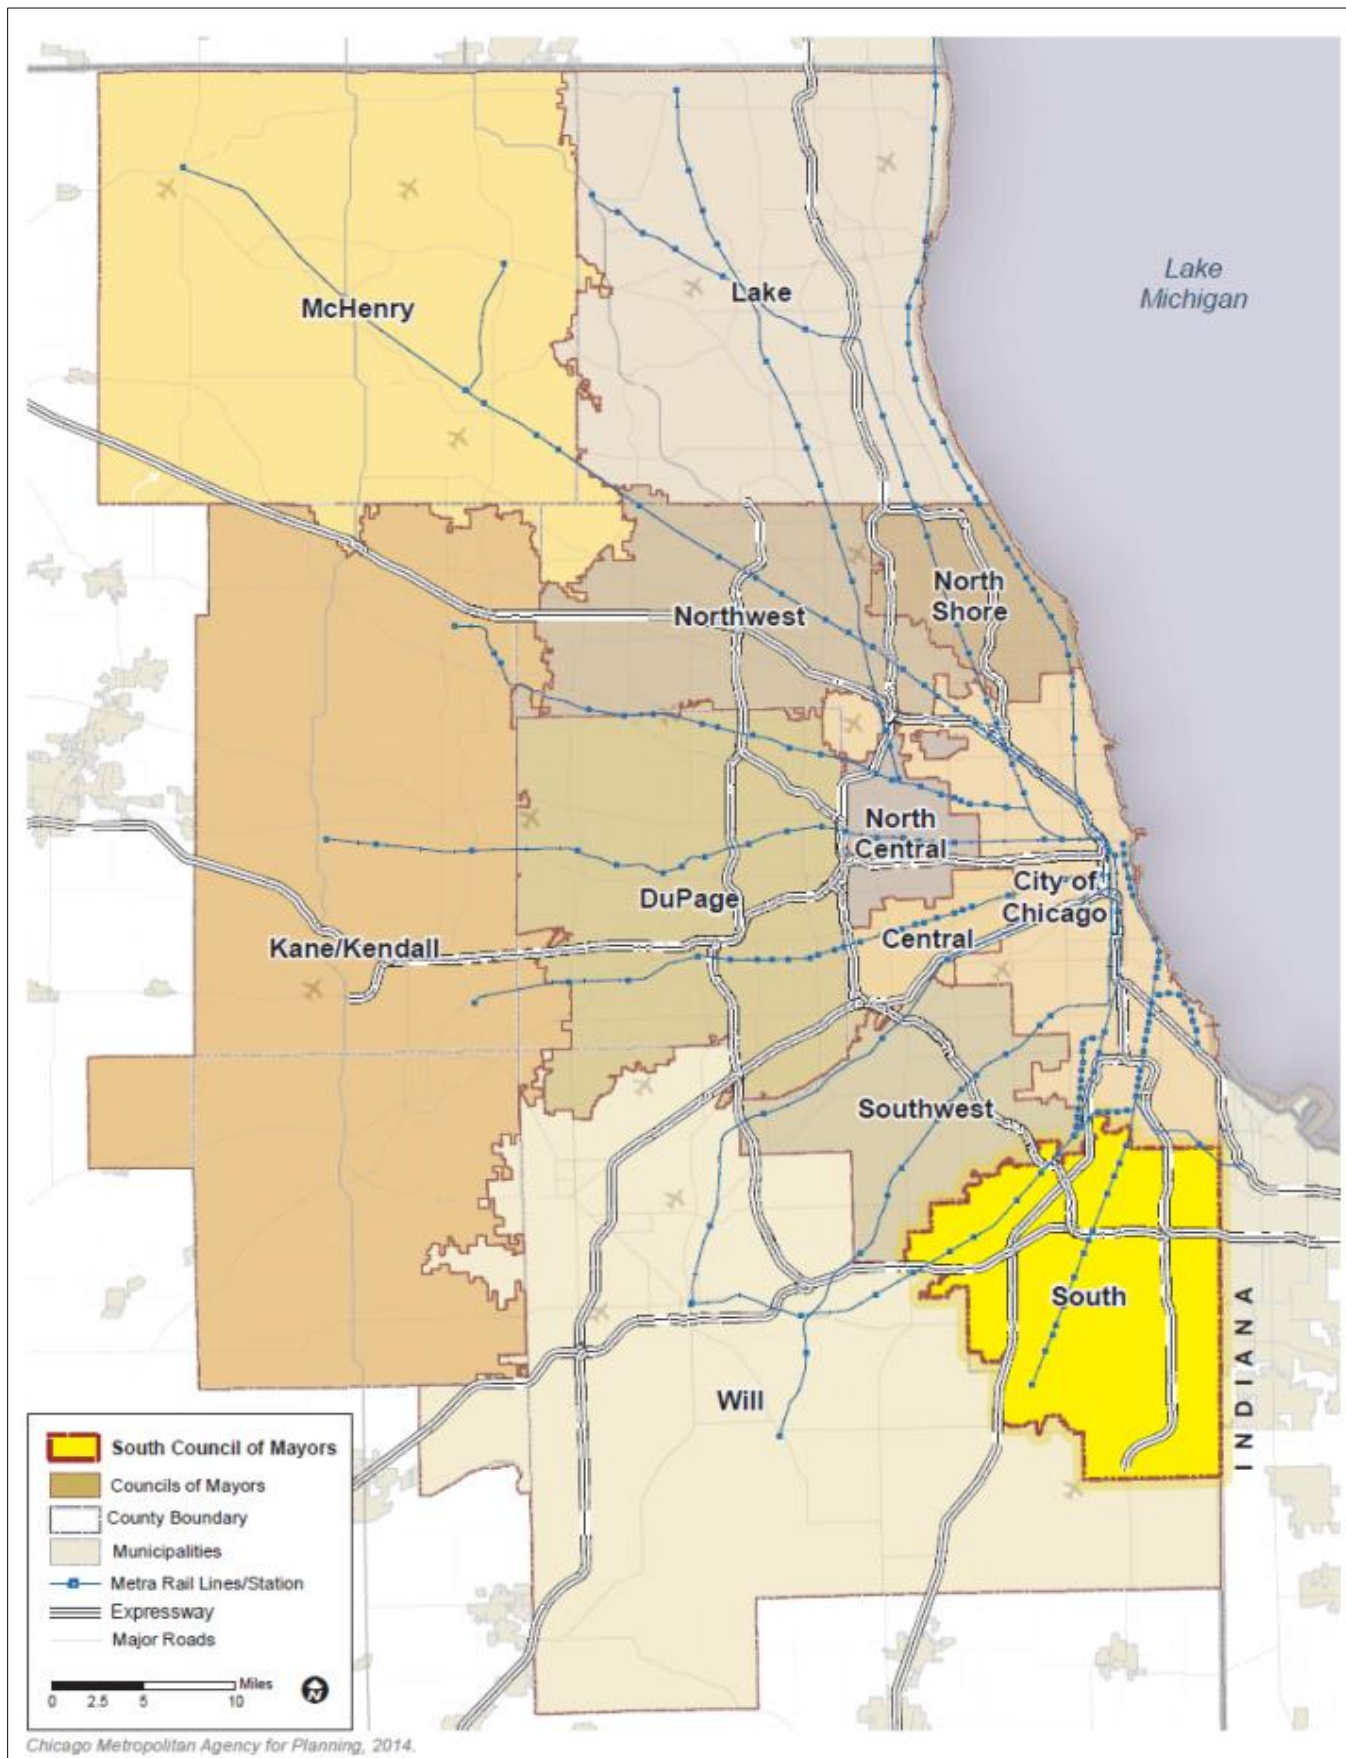 Lake
Michigan
Lake
McHenry
North
Shore
Northwest
North
Central
City of
Chicago
DuPage
Central
Kane/Kendall
Southwest
South
INDIANA
Will
South Council of Mayors
Councils of Mayors
County Boundary
Municipalities
Metra Rail Lines/Station
Expressway
Major Roads
Miles
0 2.5 5 10
N
Chicago Metropolitan Agency for Planning, 2014.